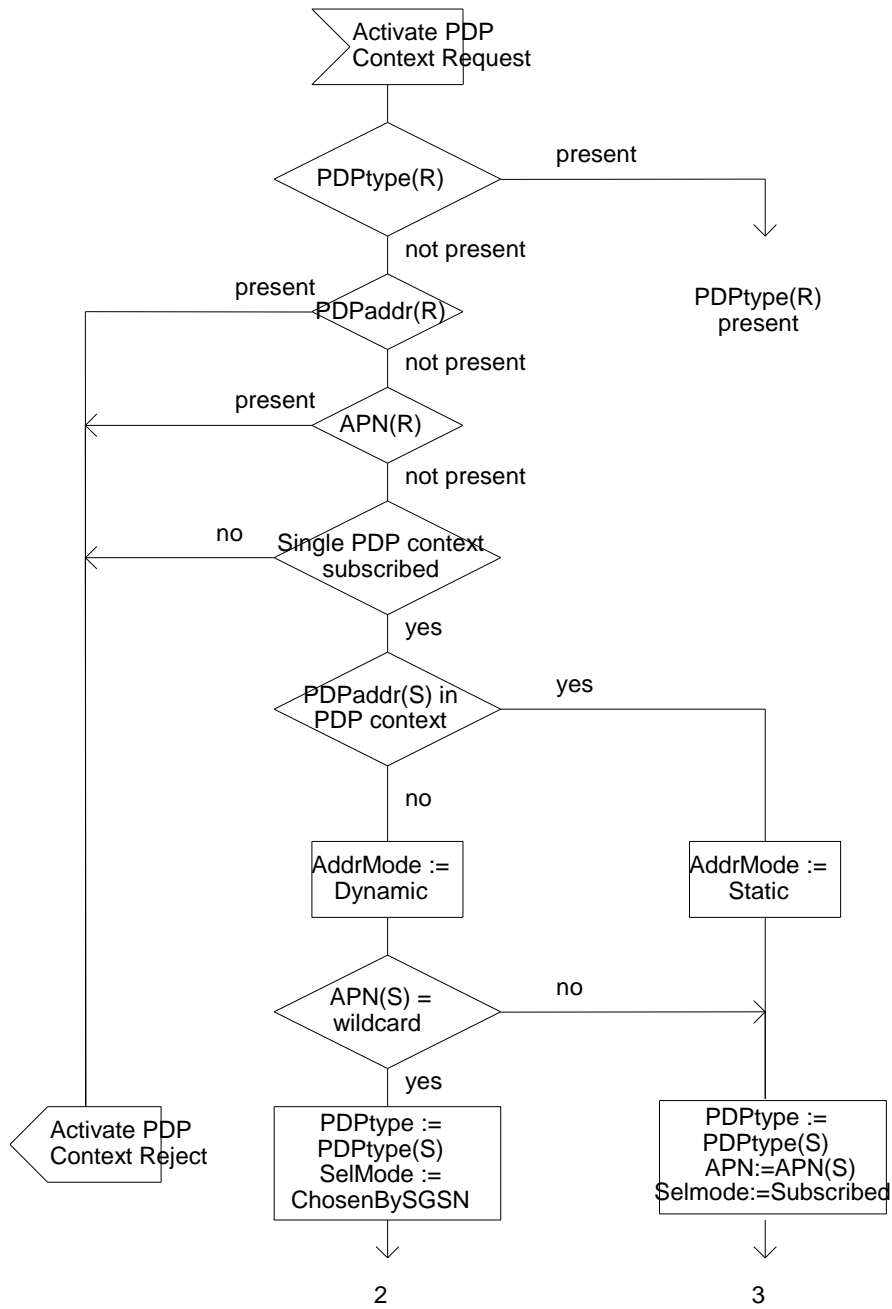 Activate PDP
Context Request
PDPtype(R)
present
not present
present
PDPaddr(R)
PDPtype(R)
present
not present
present
APN(R)
not present
no
Single PDP context
subscribed
yes
PDPaddr(S) in
PDP context
yes
no
AddrMode :=
Dynamic
AddrMode :=
Static
APN(S) =
wildcard
no
yes
Activate PDP
Context Reject
PDPtype :=
PDPtype(S)
SelMode :=
ChosenBySGSN
PDPtype :=
PDPtype(S)
APN:=APN(S)
Selmode:=Subscribed
2
3